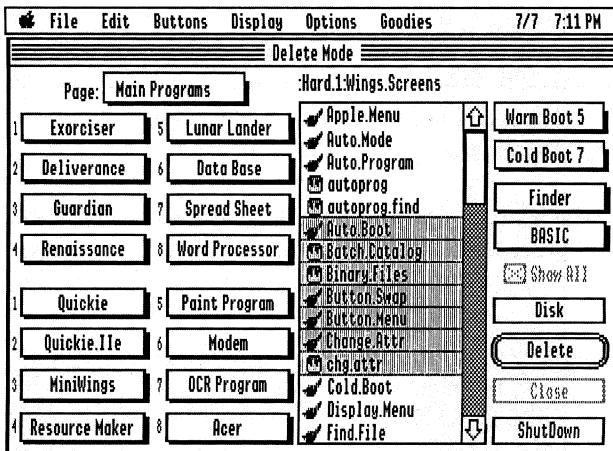 File Edit Buttons Display Options Goodies 7/7 7:11 PM
Delete Mode
Page: Main Programs
:Hard.1:Wings.Screens
1 Exorciser
2 Deliverance
3 Guardian
4 Renaissance
5 Lunar Lander
6 Data Base
7 Spread Sheet
8 Word Processor
1 Quickie
2 Quickie.IIe
3 MiniWings
4 Resource Maker
5 Paint Program
6 Modem
7 OCR Program
8 Acer
Apple.Menu
Auto.Mode
Auto.Program
autoprog
autoprog.find
Auto.Boot
Batch.Catalog
Binary.Files
Button.Swap
Button.Menu
Change.Attr
chg.attr
Cold.Boot
Display.Menu
Find.File
Warm Boot 5
Cold Boot 7
Finder
BASIC
Show All
Disk
Delete
Close
ShutDown